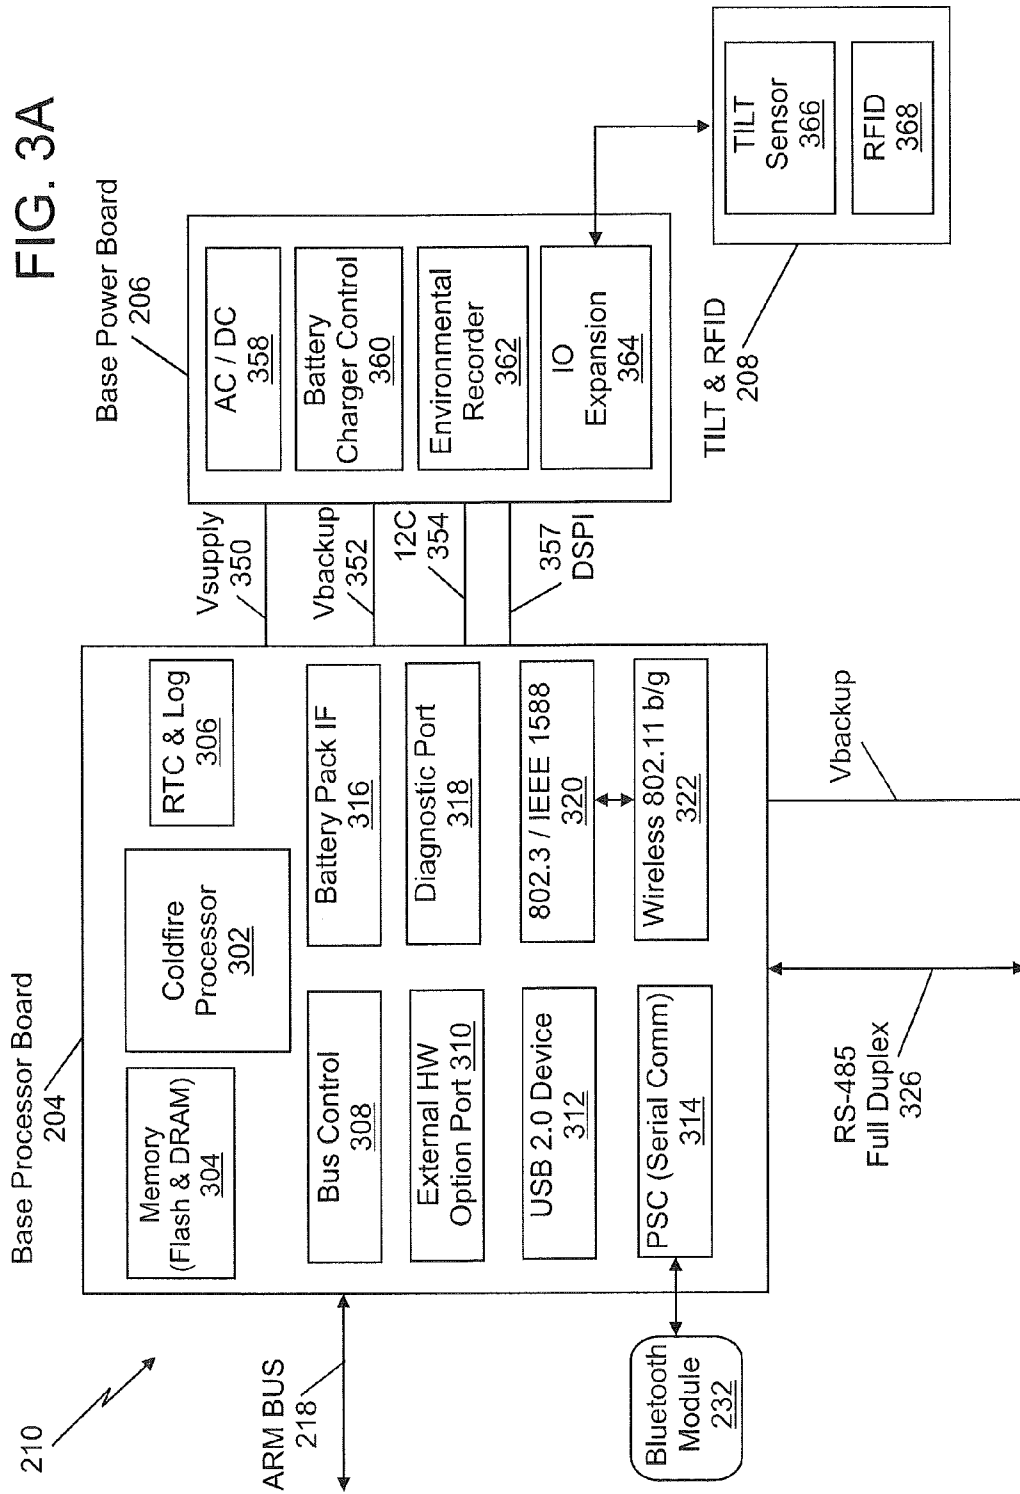 FIG. 3A
210
Base Processor Board
204
Base Power Board
206
Memory
(Flash & DRAM)
304
Coldfire
Processor
302
RTC & Log
306
Vsupply
350
AC / DC
358
ARM BUS
218
Bus Control
308
Battery Pack IF
316
Vbackup
352
Battery
Charger Control
360
External HW
Option Port 310
Diagnostic Port
318
12C
354
Environmental
Recorder
362
USB 2.0 Device
312
802.3 / IEEE 1588
320
357
DSPI
IO
Expansion
364
Bluetooth
Module
232
PSC (Serial Comm)
314
Wireless 802.11 b/g
322
TILT & RFID
208
TILT
Sensor
366
RFID
368
RS-485
Full Duplex
326
Vbackup